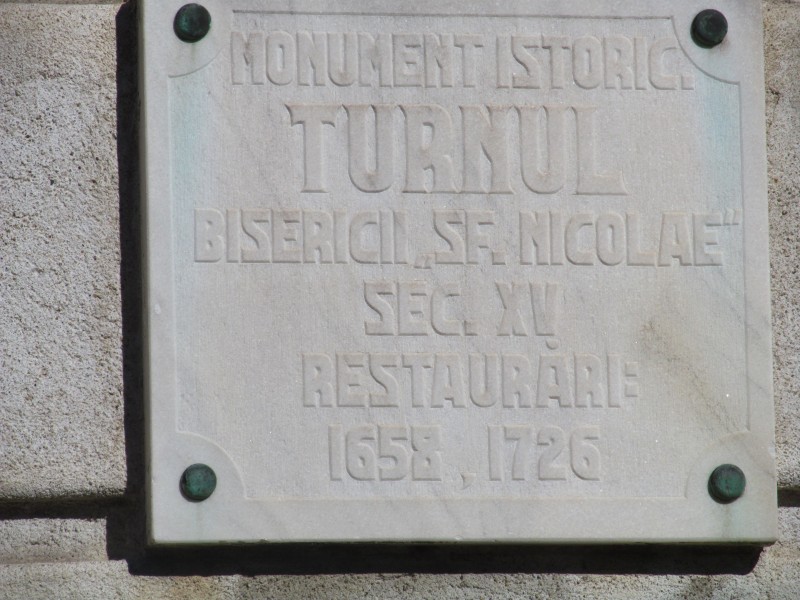 MONUMENT ISTORIC.
TURNUL
BISERICII „SF. NICOLAE”
SEC. XV
RESTAURĂRI:
1658, 1726